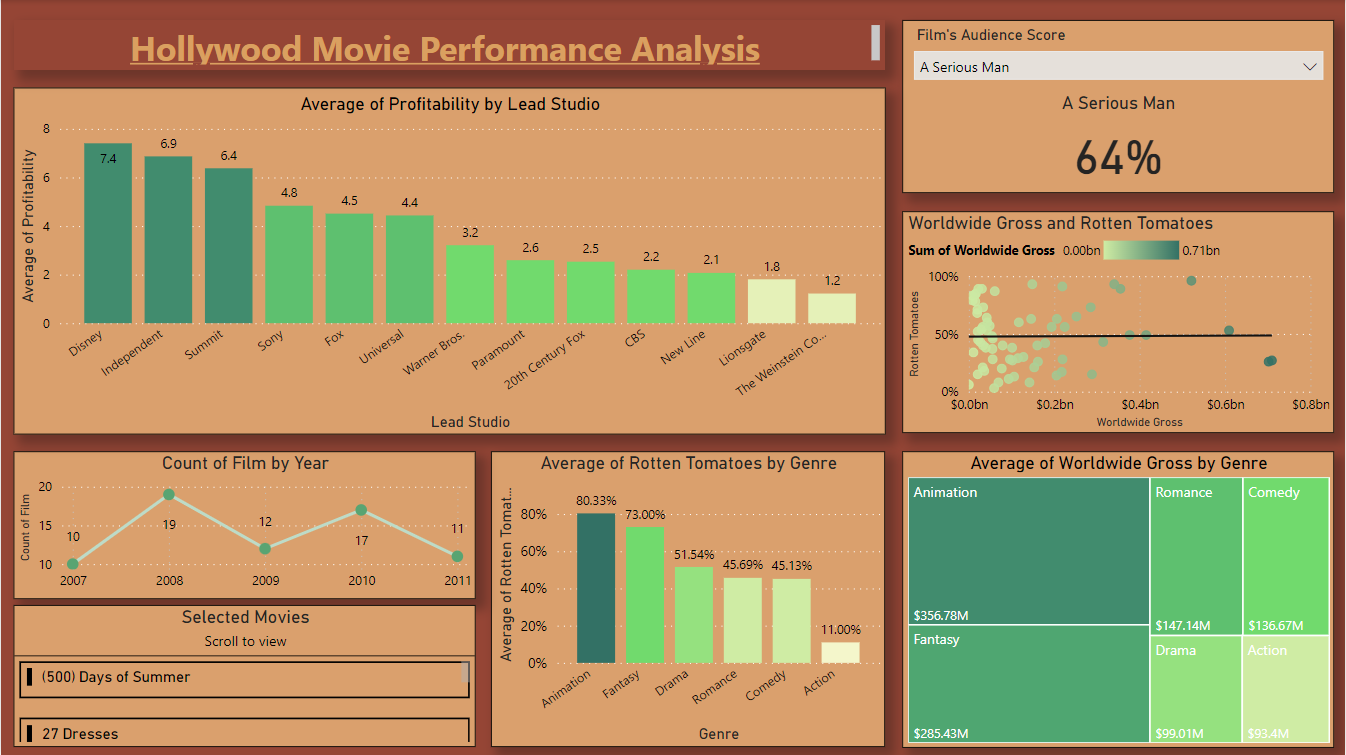 Hollywood Movie Performance Analysis
Film's Audience Score
A Serious Man
A Serious Man
64%
Average of Profitability by Lead Studio
Average of Profitability
8
6
4
2
0
7.4
6.9
6.4
4.8
4.5
4.4
3.2
2.6
2.5
2.2
2.1
1.8
1.2
Disney
Independent
Summit
Sony
Fox
Universal
Warner Bros.
Paramount
20th Century Fox
CBS
New Line
Lionsgate
The Weinstein Co...
Lead Studio
Worldwide Gross and Rotten Tomatoes
Sum of Worldwide Gross 0.00bn 0.71bn
Rotten Tomatoes
100%
50%
0%
$0.0bn $0.2bn $0.4bn $0.6bn $0.8bn
Worldwide Gross
Count of Film by Year
Count of Film
20
15
10
10
19
12
17
11
2007 2008 2009 2010 2011
Selected Movies
Scroll to view
(500) Days of Summer
27 Dresses
Average of Rotten Tomatoes by Genre
Average of Rotten Tomat...
80%
60%
40%
20%
0%
80.33%
73.00%
51.54%
45.69%
45.13%
11.00%
Animation
Fantasy
Drama
Romance
Comedy
Action
Genre
Average of Worldwide Gross by Genre
Animation
$356.78M
Fantasy
$285.43M
Romance
$147.14M
Comedy
$136.67M
Drama
$99.01M
Action
$93.4M